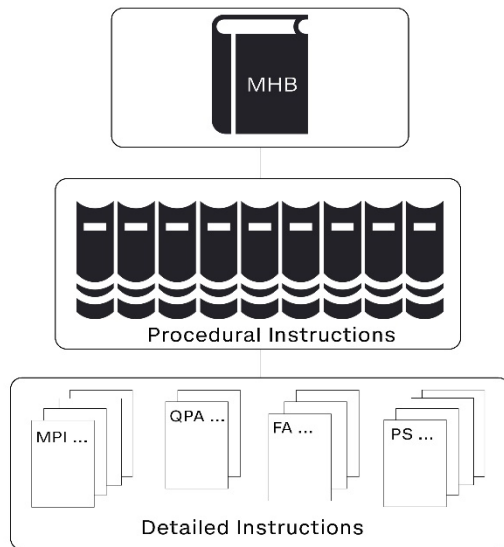 MHB
Procedural Instructions
MPI ...
QPA ...
FA ...
PS ...
Detailed Instructions